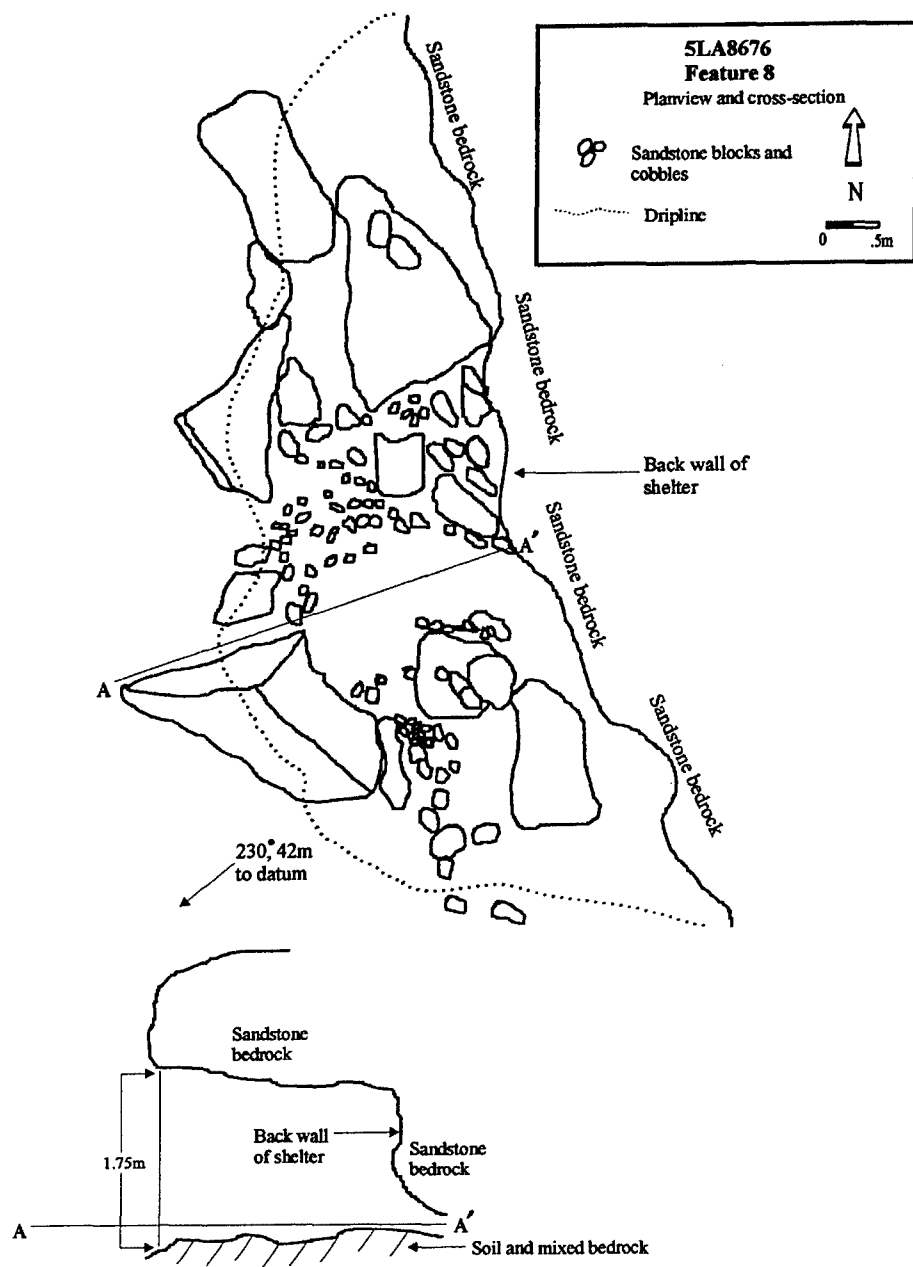 5LA8676
Feature 8
Planview and cross-section
Sandstone blocks and
cobbles
N
Dripline
0 .5m
Sandstone bedrock
Sandstone bedrock
Back wall of
shelter
Sandstone bedrock
A'
A
Sandstone bedrock
230°, 42m
to datum
Sandstone
bedrock
Back wall
of shelter
Sandstone
bedrock
1.75m
A
A'
Soil and mixed bedrock